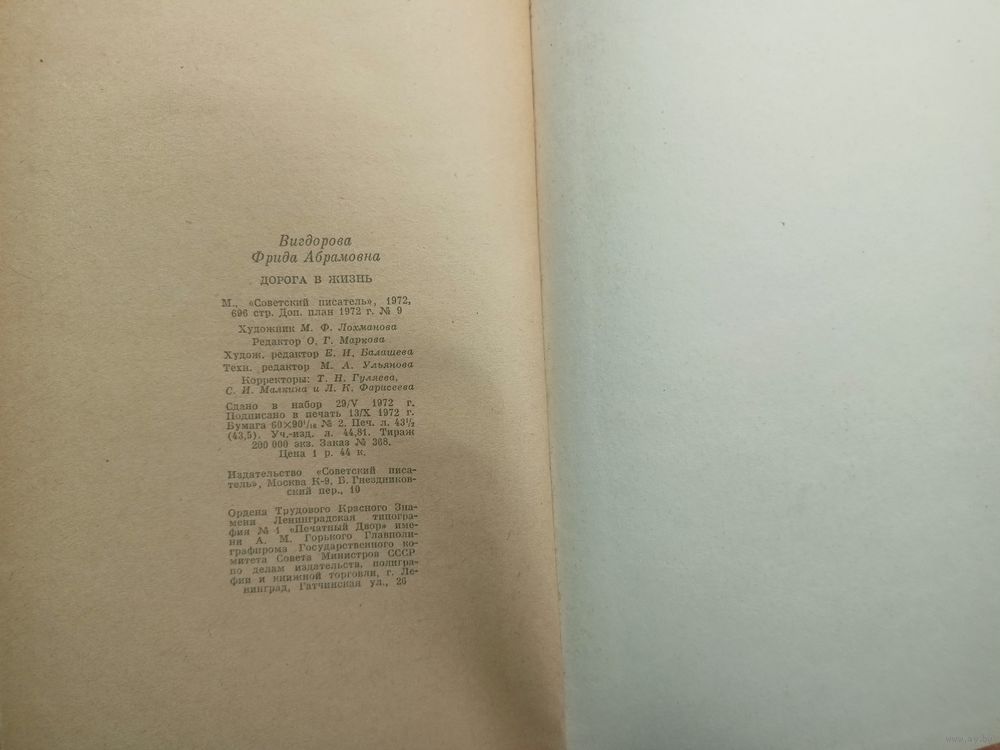 Вигдорова
Фрида Абрамовна
ДОРОГА В ЖИЗНЬ
М., «Советский писатель», 1972,
696 стр. Доп. план 1972 г. № 9
Художник М. Ф. Лохманова
Редактор О. Г. Маркова
Худож. редактор Е. И. Балашева
Техн. редактор М. А. Ульянова
Корректоры: Т. Н. Гуляева,
С. И. Малкина и Л. К. Фарисеева
Сдано в набор 29/V 1972 г.
Подписано в печать 13/X 1972 г.
Бумага 60×90¹/₁₆ № 2. Печ. л. 43½
(43,5). Уч.-изд. л. 44,81. Тираж
200 000 экз. Заказ № 368.
Цена 1 р. 44 к.
Издательство «Советский писа-
тель», Москва К-9, Б. Гнездников-
ский пер., 10
Ордена Трудового Красного Зна-
мени Ленинградская типогра-
фия № 1 «Печатный Двор» име-
ни А. М. Горького Главполи-
графпрома Государственного ко-
митета Совета Министров СССР
по делам издательств, полигра-
фии и книжной торговли, г. Ле-
нинград, Гатчинская ул., 26